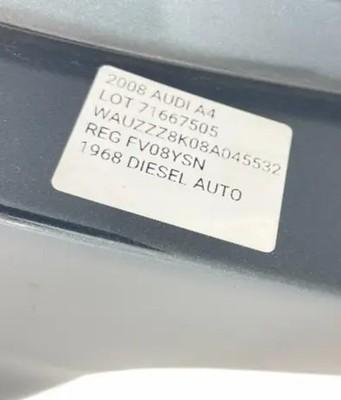 2008 AUDI A4
LOT 71667505
WAUZZZ8K08A045532
REG FV08YSN
1968 DIESEL AUTO